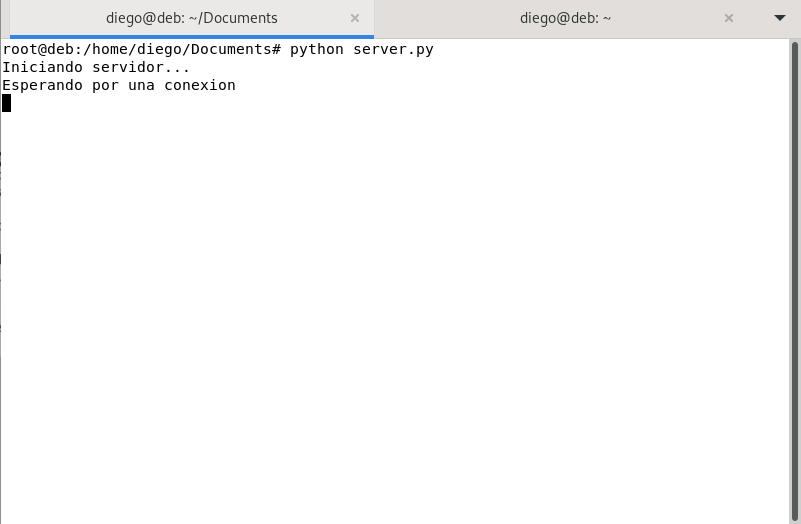 diego@deb: ~/Documents × diego@deb: ~ ×
root@deb:/home/diego/Documents# python server.py
Iniciando servidor...
Esperando por una conexion